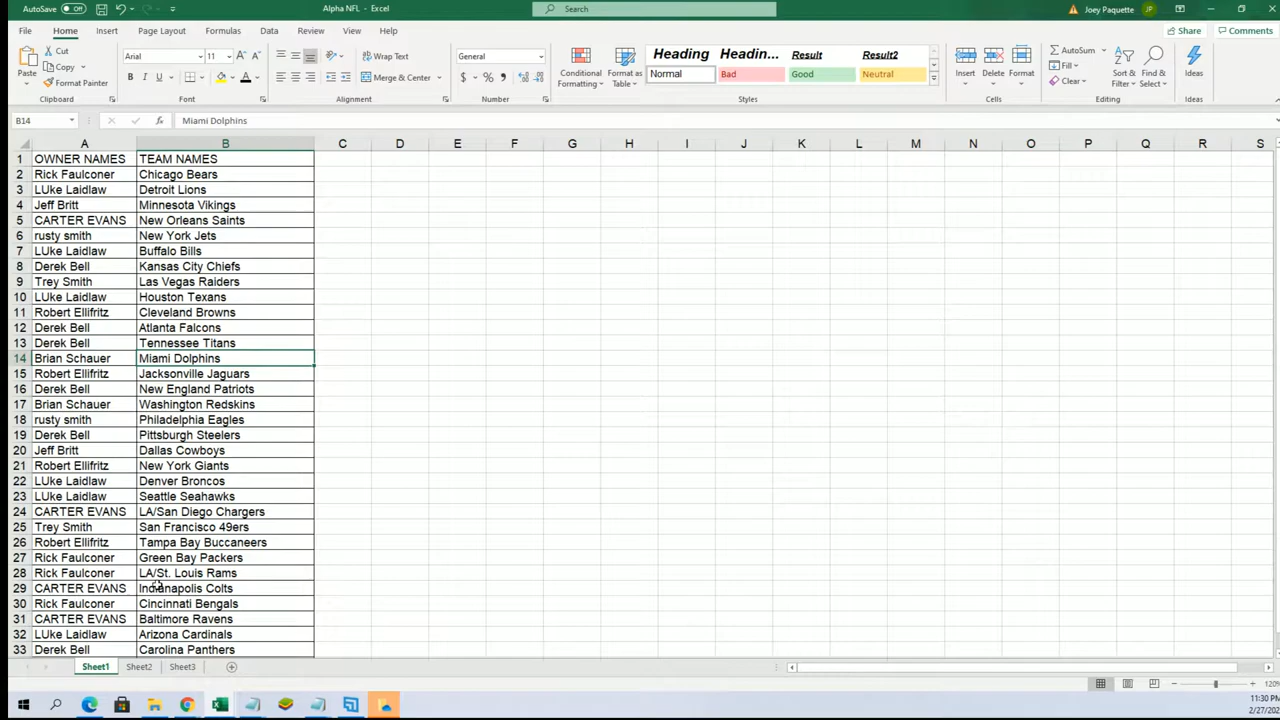 AutoSave Off Alpha NFL - Excel Search Joey Paquette JP
File Home Insert Page Layout Formulas Data Review View Help Share Comments
Paste Cut Copy Format Painter Clipboard
Arial 11 B I U A Font
Wrap Text Merge & Center Alignment
General $ % Number
Conditional Formatting Format as Table
Heading Headin... Result Result2
Normal Bad Good Neutral Styles
Insert Delete Format Cells
AutoSum Fill Clear Sort & Filter Find & Select Editing
Ideas Ideas
B14 fx Miami Dolphins
A B C D E F G H I J K L M N O P Q R S
1 OWNER NAMES TEAM NAMES
2 Rick Faulconer Chicago Bears
3 LUke Laidlaw Detroit Lions
4 Jeff Britt Minnesota Vikings
5 CARTER EVANS New Orleans Saints
6 rusty smith New York Jets
7 LUke Laidlaw Buffalo Bills
8 Derek Bell Kansas City Chiefs
9 Trey Smith Las Vegas Raiders
10 LUke Laidlaw Houston Texans
11 Robert Ellifritz Cleveland Browns
12 Derek Bell Atlanta Falcons
13 Derek Bell Tennessee Titans
14 Brian Schauer Miami Dolphins
15 Robert Ellifritz Jacksonville Jaguars
16 Derek Bell New England Patriots
17 Brian Schauer Washington Redskins
18 rusty smith Philadelphia Eagles
19 Derek Bell Pittsburgh Steelers
20 Jeff Britt Dallas Cowboys
21 Robert Ellifritz New York Giants
22 LUke Laidlaw Denver Broncos
23 LUke Laidlaw Seattle Seahawks
24 CARTER EVANS LA/San Diego Chargers
25 Trey Smith San Francisco 49ers
26 Robert Ellifritz Tampa Bay Buccaneers
27 Rick Faulconer Green Bay Packers
28 Rick Faulconer LA/St. Louis Rams
29 CARTER EVANS Indianapolis Colts
30 Rick Faulconer Cincinnati Bengals
31 CARTER EVANS Baltimore Ravens
32 LUke Laidlaw Arizona Cardinals
33 Derek Bell Carolina Panthers
Sheet1 Sheet2 Sheet3
120%
11:30 PM
2/27/202